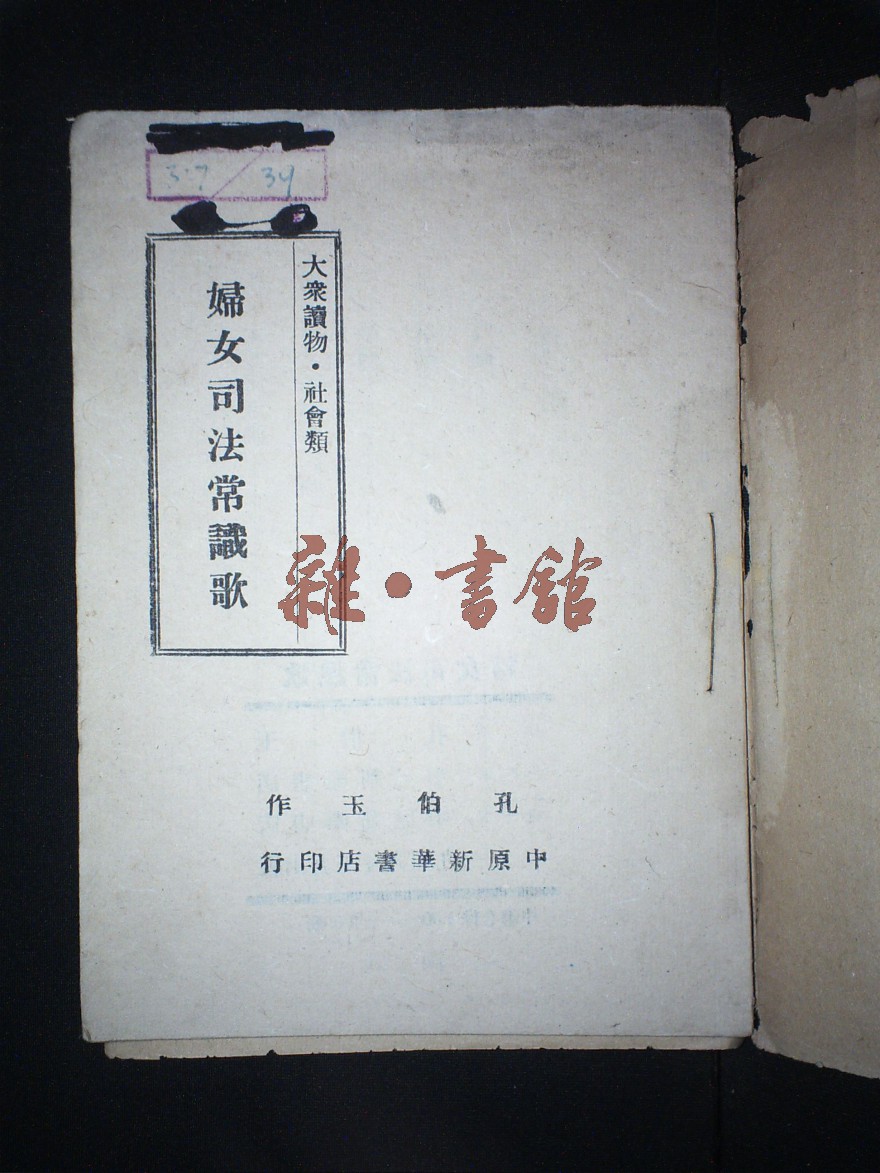 307/39
大衆讀物·社會類
婦女司法常識歌
雜·書館
孔伯玉作
中原新華書店印行